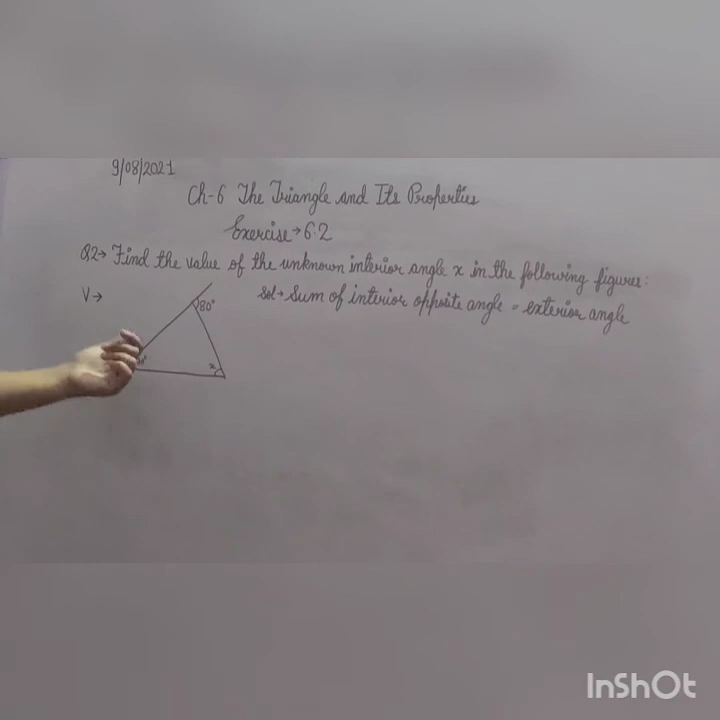 9/08/2021
Ch-6 The Triangle and Its Properties
Exercise→6.2
Q2→ Find the value of the unknown interior angle x in the following figures:
V→
80°
Sol→ Sum of interior opposite angle = exterior angle
x
InShOt